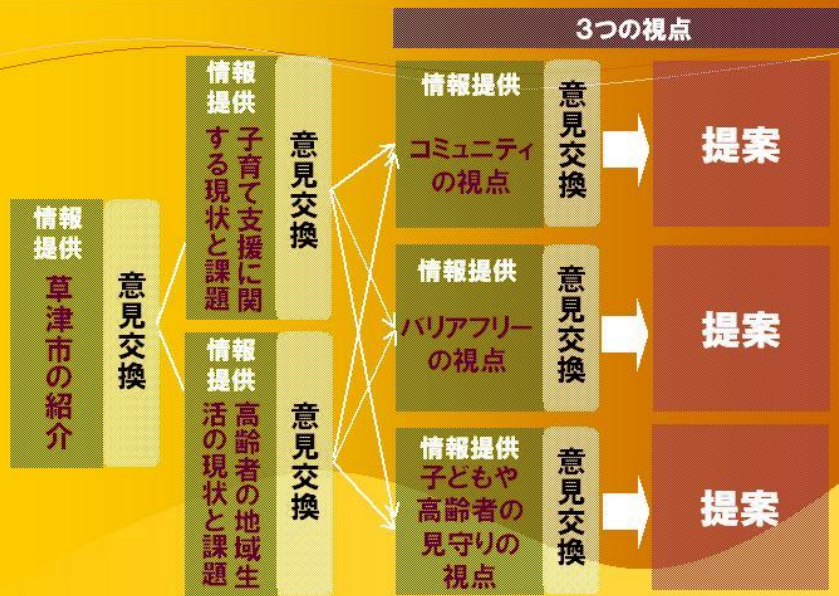 3つの視点
情報
提供
草津市の紹介
意見交換
情報
提供
子育て支援に関
する現状と課題
意見交換
情報
提供
高齢者の地域生
活の現状と課題
意見交換
情報提供
コミュニティ
の視点
意見交換
提案
情報提供
バリアフリー
の視点
意見交換
提案
情報提供
子どもや
高齢者の
見守りの
視点
意見交換
提案